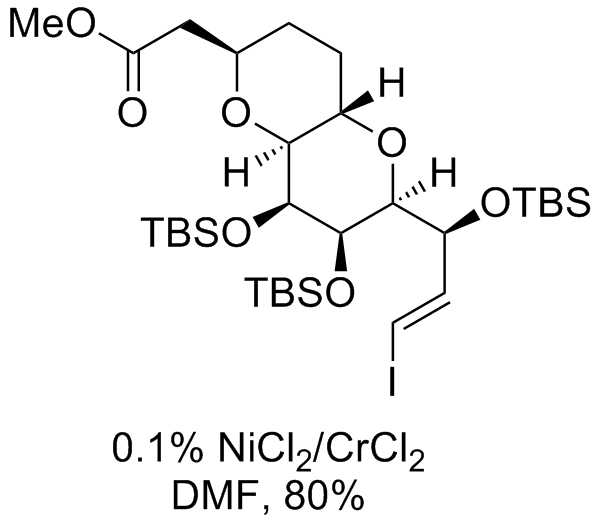 MeO
O
O
H
O
H
H
TBSO
OTBS
TBSO
I
0.1% NiCl₂/CrCl₂
DMF, 80%